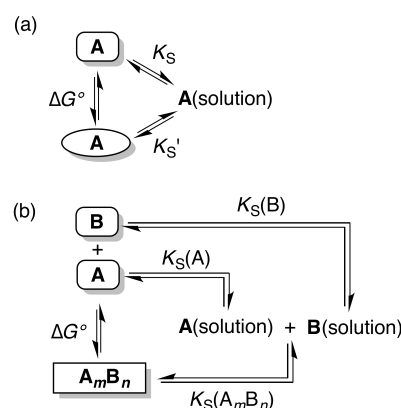 (a)
A
K_S
ΔG° A(solution)
A
K_S'
(b)
K_S(B)
B
+
K_S(A)
A
A(solution) + B(solution)
ΔG°
A_mB_n
K_S(A_mB_n)